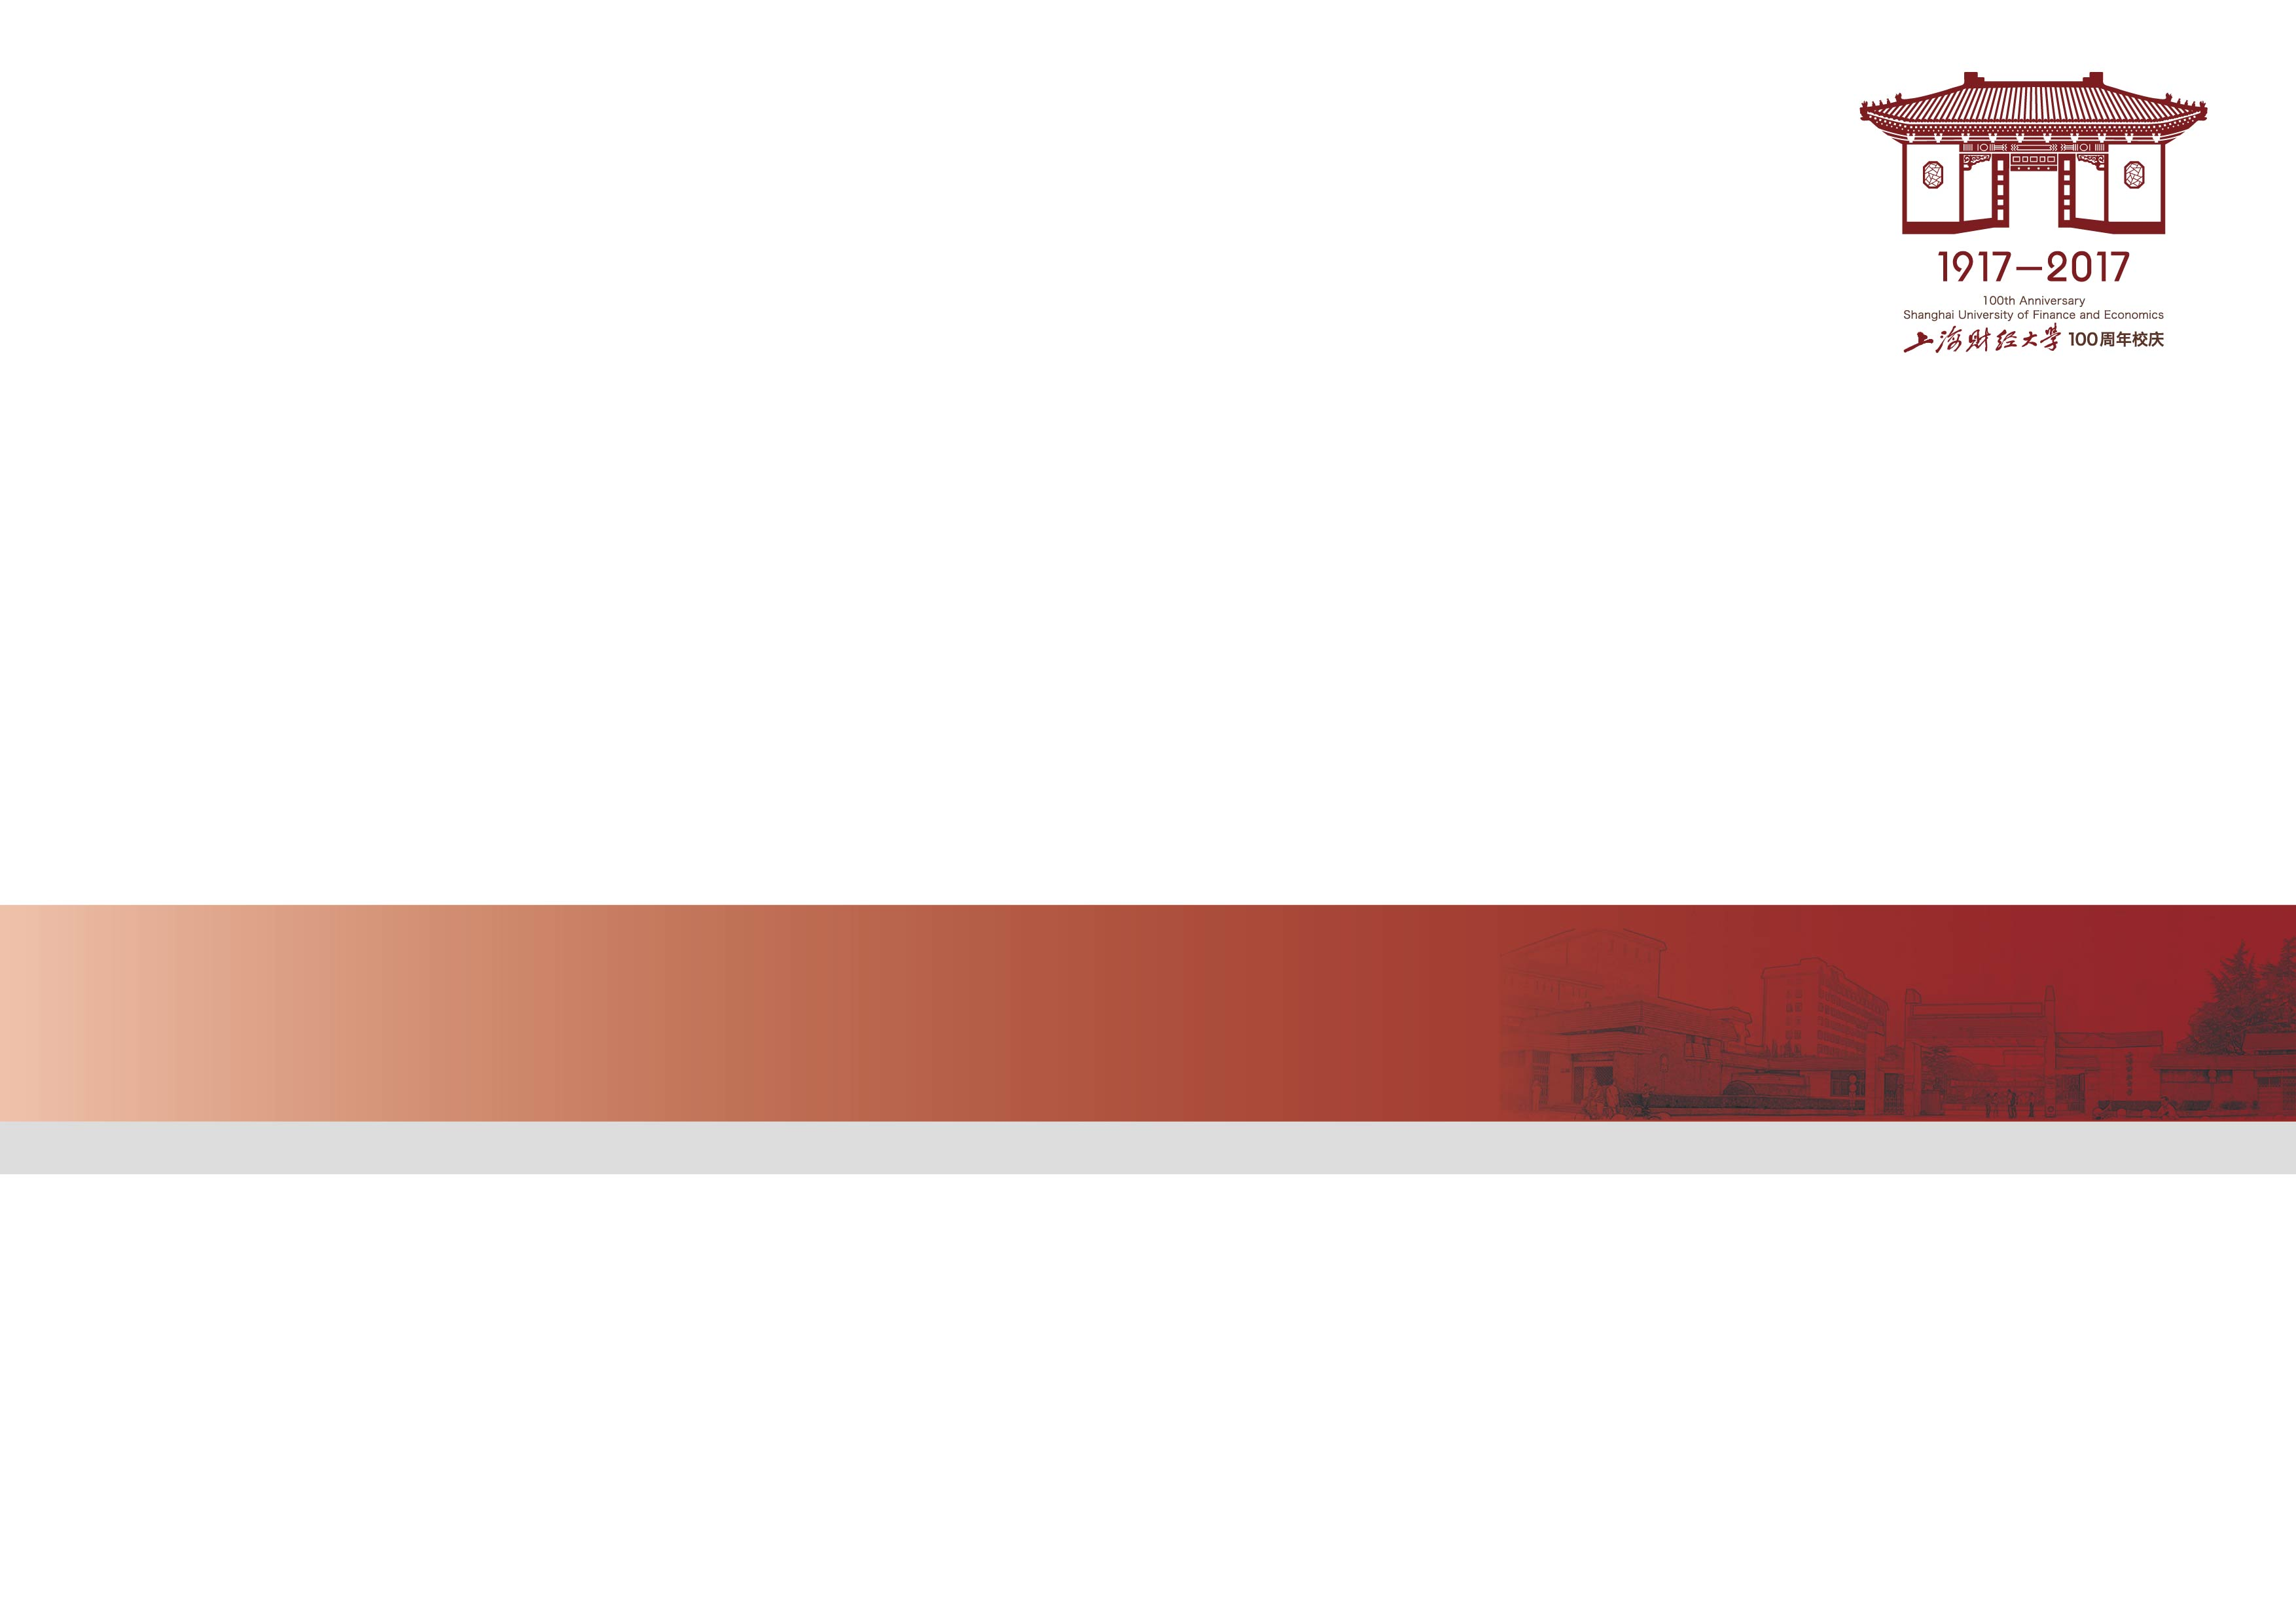 1917—2017
100th Anniversary
Shanghai University of Finance and Economics
上海财经大學 100周年校庆